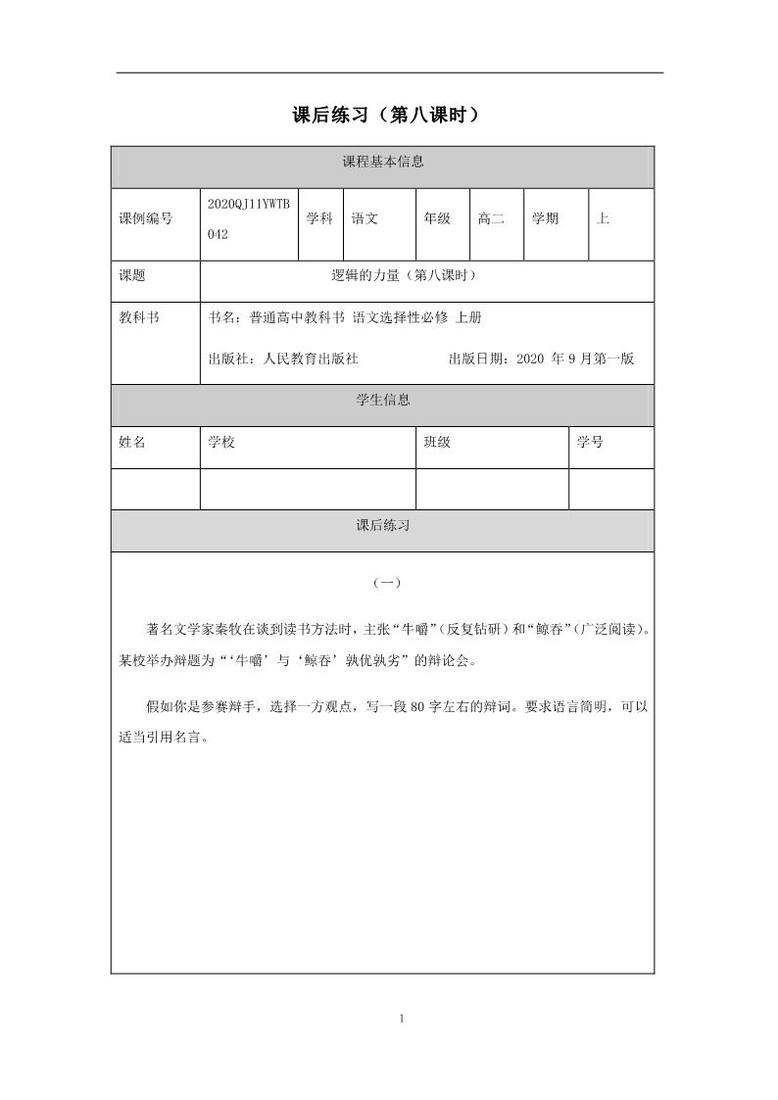 课后练习（第八课时）
课程基本信息
课例编号 2020QJ11YWTB 042 学科 语文 年级 高二 学期 上
课题 逻辑的力量（第八课时）
教科书 书名：普通高中教科书 语文选择性必修 上册
出版社：人民教育出版社 出版日期：2020 年 9 月第一版
学生信息
姓名 学校 班级 学号
课后练习
（一）
著名文学家秦牧在谈到读书方法时，主张“牛嚼”（反复钻研）和“鲸吞”（广泛阅读）。
某校举办辩题为“‘牛嚼’与‘鲸吞’孰优孰劣”的辩论会。
假如你是参赛辩手，选择一方观点，写一段 80 字左右的辩词。要求语言简明，可以
适当引用名言。
1